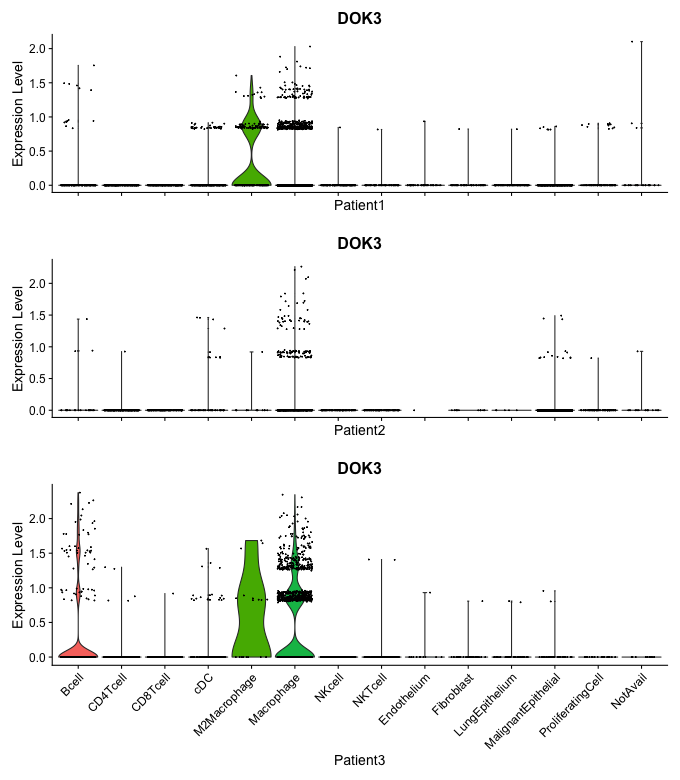 DOK3
Expression Level
2.0
1.5
1.0
0.5
0.0
Patient1
DOK3
Expression Level
2.0
1.5
1.0
0.5
0.0
Patient2
DOK3
Expression Level
2.0
1.5
1.0
0.5
0.0
Bcell
CD4Tcell
CD8Tcell
cDC
M2Macrophage
Macrophage
NKcell
NKTcell
Endothelium
Fibroblast
LungEpithelium
MalignantEpithelial
ProliferatingCell
NotAvail
Patient3